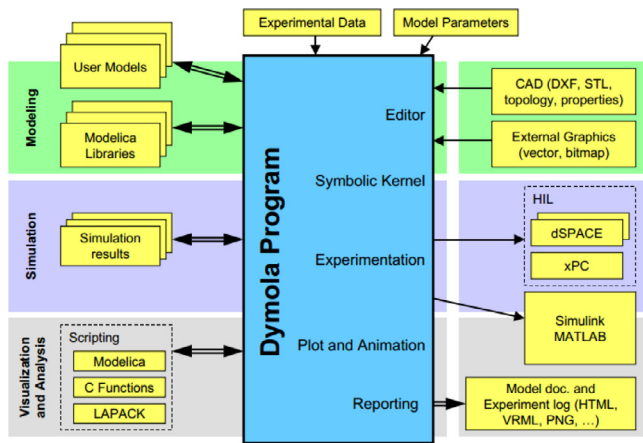 Experimental Data
Model Parameters
User Models
Modelica
Libraries
Modeling
Dymola Program
Editor
Symbolic Kernel
Experimentation
Plot and Animation
Reporting
CAD (DXF, STL,
topology, properties)
External Graphics
(vector, bitmap)
Simulation
Simulation
results
HIL
dSPACE
xPC
Simulink
MATLAB
Visualization
and Analysis
Scripting
Modelica
C Functions
LAPACK
Model doc. and
Experiment log (HTML,
VRML, PNG, ...)